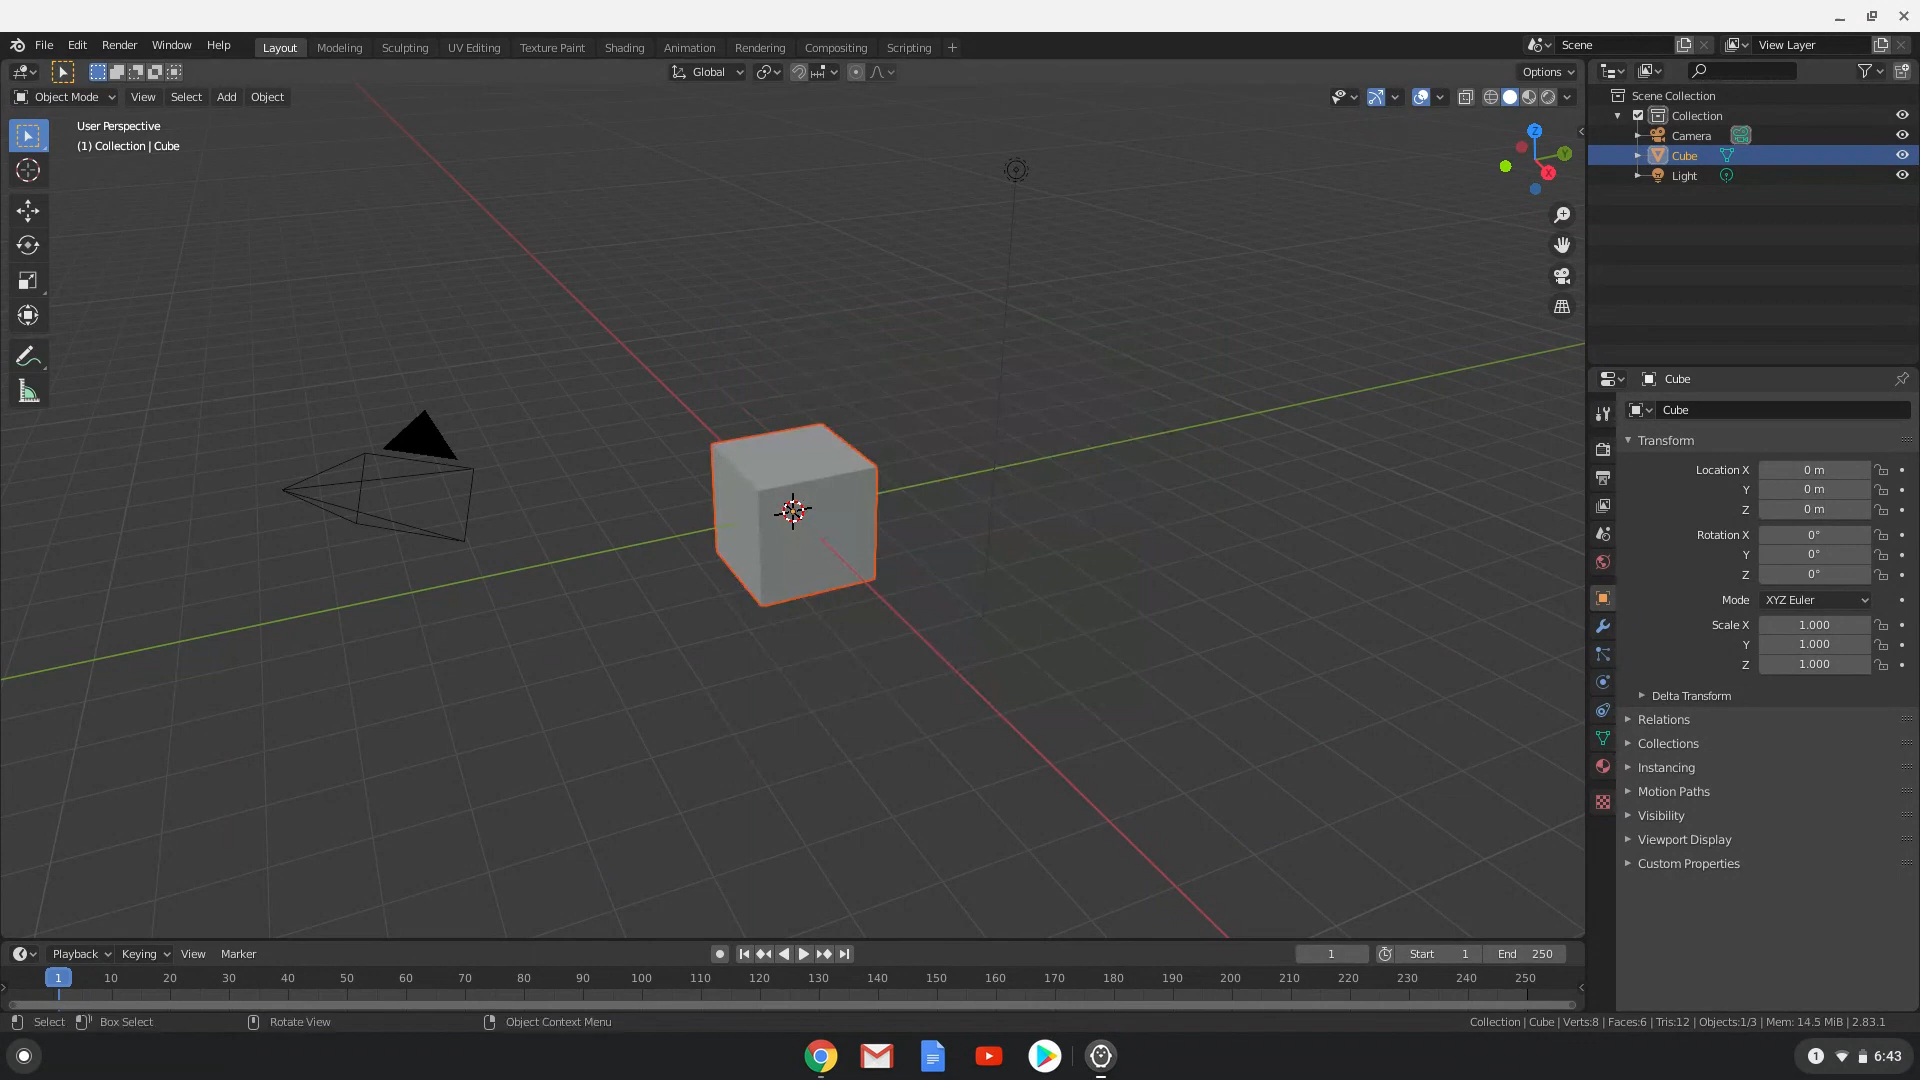 File Edit Render Window Help Layout Modeling Sculpting UV Editing Texture Paint Shading Animation Rendering Compositing Scripting + Scene View Layer
Global Options
Object Mode View Select Add Object
User Perspective
(1) Collection | Cube
Z
Y
X
Scene Collection
Collection
Camera
Cube
Light
Cube
Cube
Transform
Location X 0 m
Y 0 m
Z 0 m
Rotation X 0°
Y 0°
Z 0°
Mode XYZ Euler
Scale X 1.000
Y 1.000
Z 1.000
Delta Transform
Relations
Collections
Instancing
Motion Paths
Visibility
Viewport Display
Custom Properties
Playback Keying View Marker 1 Start 1 End 250
1 10 20 30 40 50 60 70 80 90 100 110 120 130 140 150 160 170 180 190 200 210 220 230 240 250
Select Box Select Rotate View Object Context Menu Collection | Cube | Verts:8 | Faces:6 | Tris:12 | Objects:1/3 | Mem: 14.5 MiB | 2.83.1
1 6:43